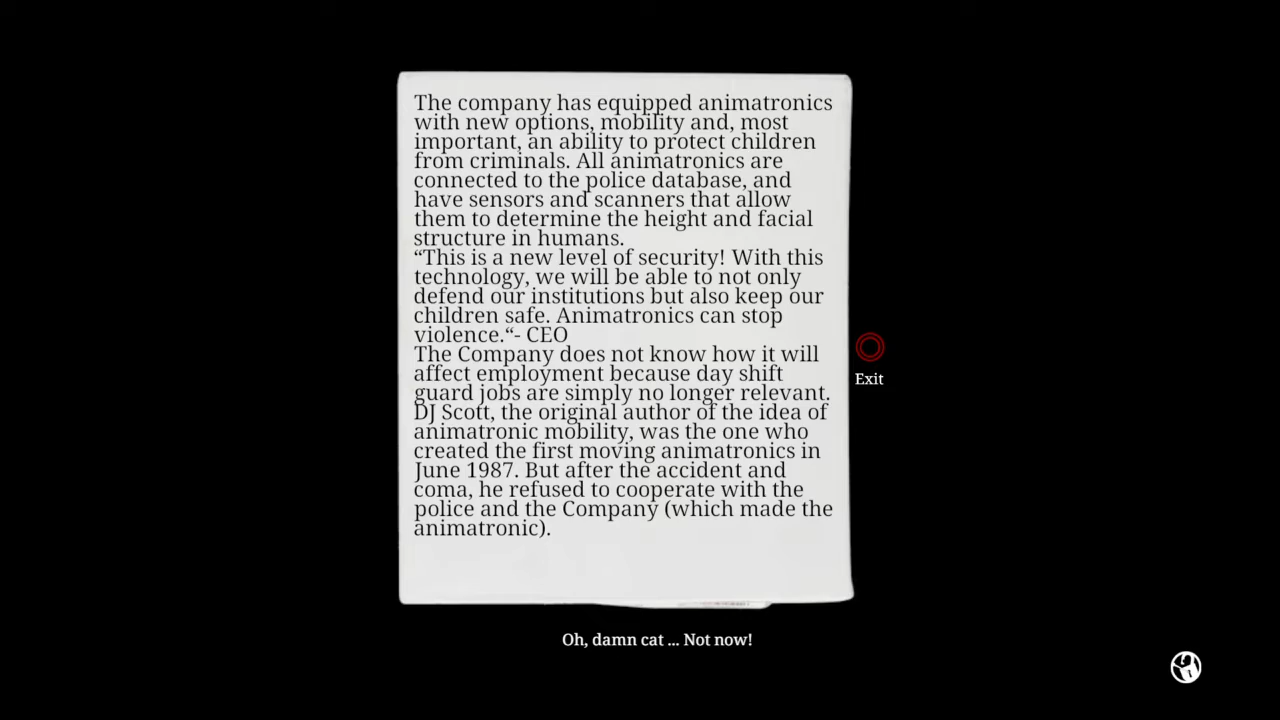 The company has equipped animatronics
with new options, mobility and, most
important, an ability to protect children
from criminals. All animatronics are
connected to the police database, and
have sensors and scanners that allow
them to determine the height and facial
structure in humans.
“This is a new level of security! With this
technology, we will be able to not only
defend our institutions but also keep our
children safe. Animatronics can stop
violence.“- CEO
The Company does not know how it will
affect employment because day shift
guard jobs are simply no longer relevant.
DJ Scott, the original author of the idea of
animatronic mobility, was the one who
created the first moving animatronics in
June 1987. But after the accident and
coma, he refused to cooperate with the
police and the Company (which made the
animatronic).
Exit
Oh, damn cat ... Not now!